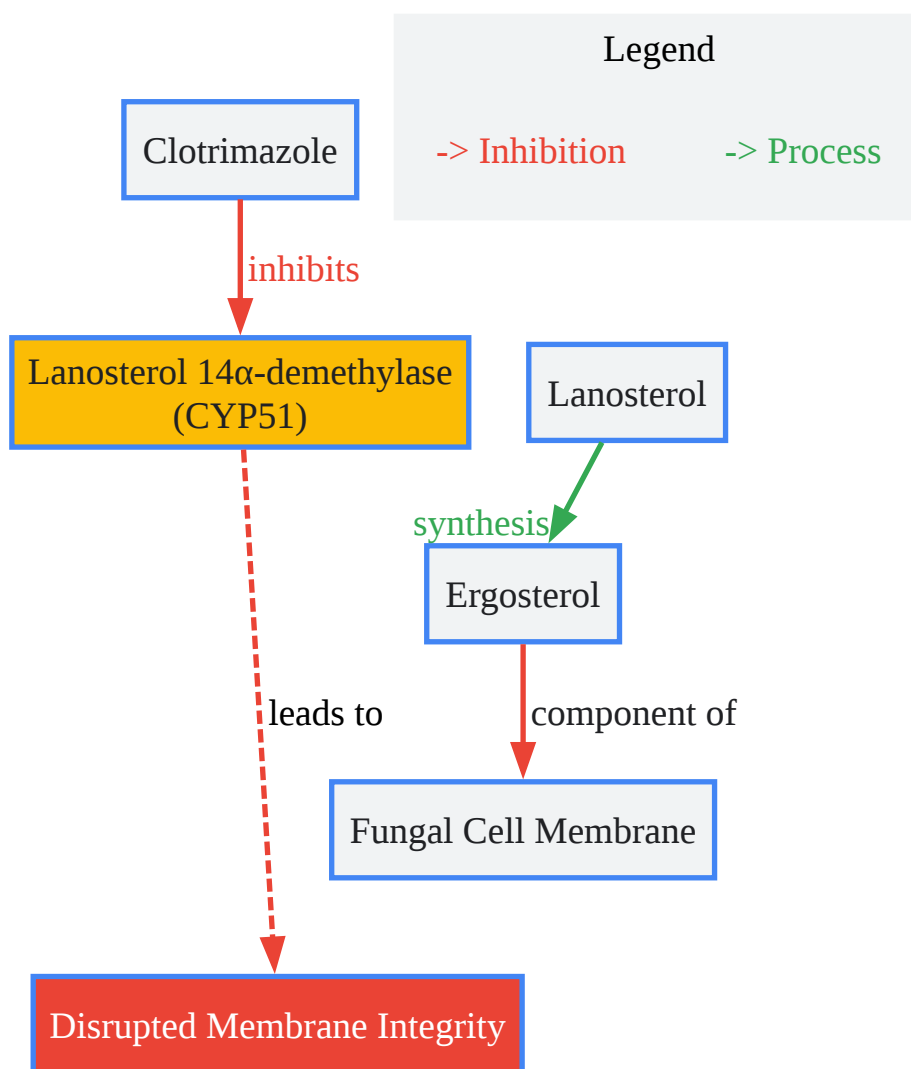 Legend
-> Inhibition
-> Process
Clotrimazole
inhibits
Lanosterol 14α-demethylase
(CYP51)
Lanosterol
synthesis
Ergosterol
leads to
component of
Fungal Cell Membrane
Disrupted Membrane Integrity